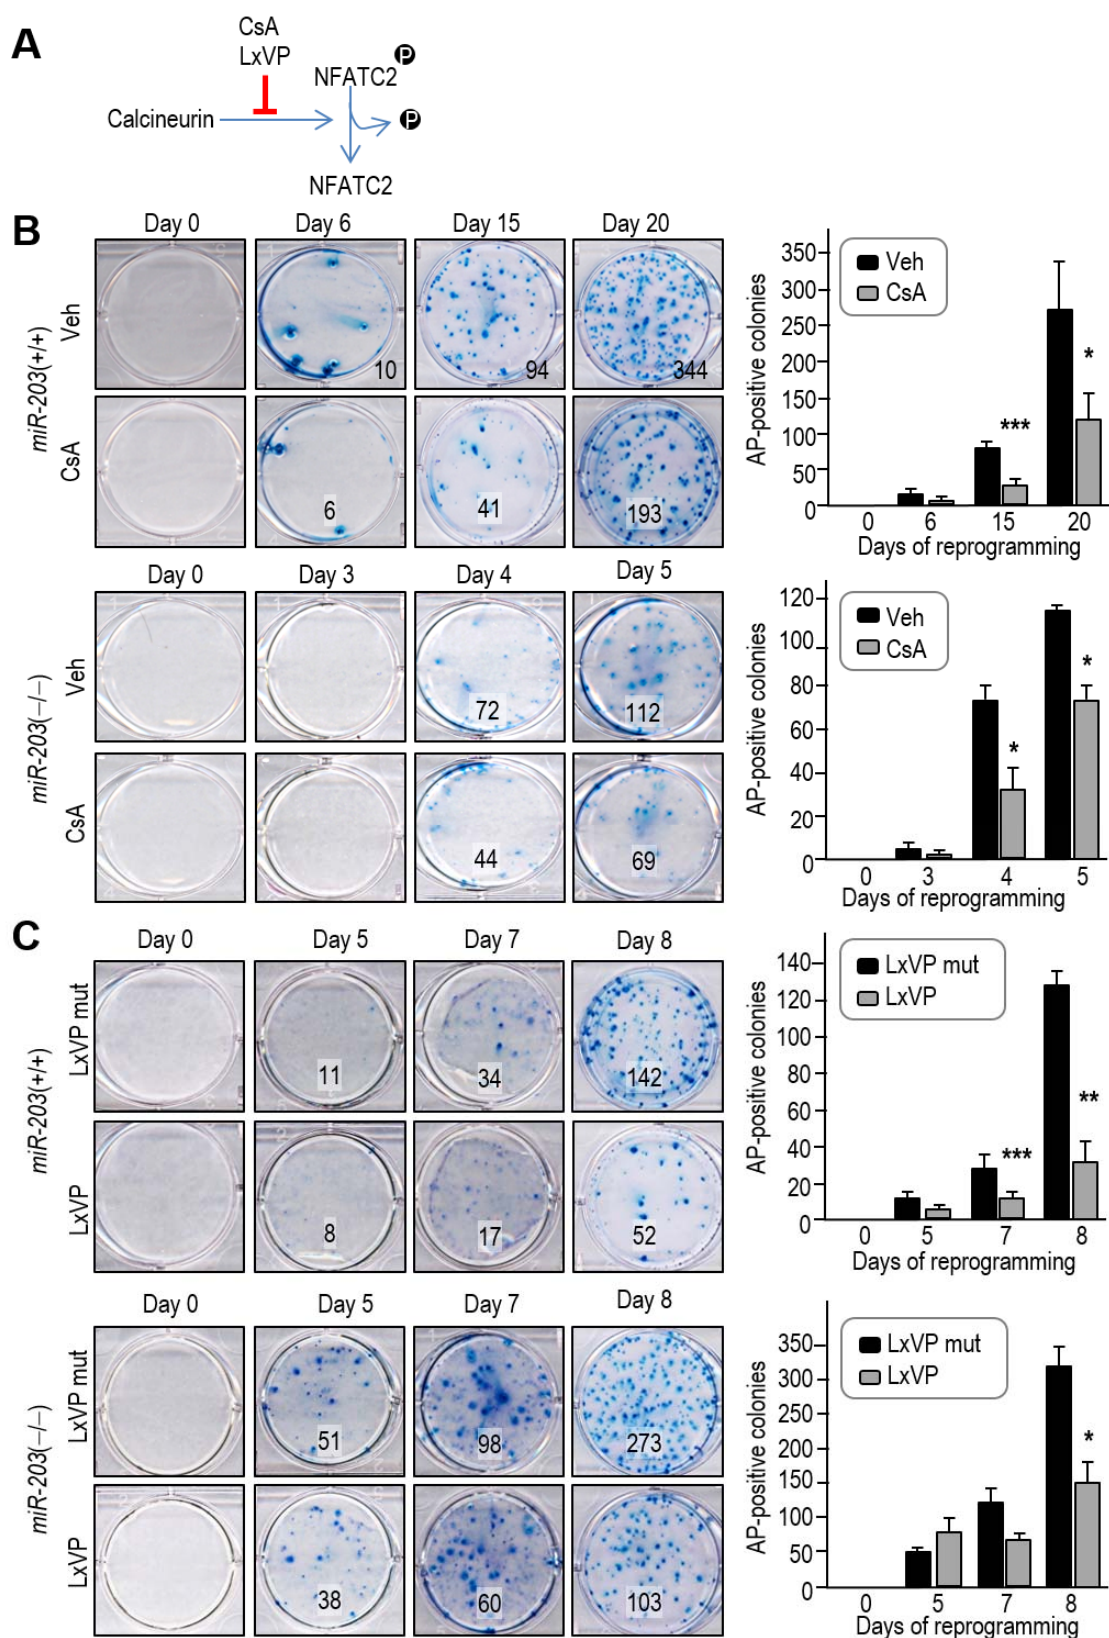 A
CsA
LxVP
P
NFATC2
Calcineurin
P
NFATC2
B
Day 0 Day 6 Day 15 Day 20
miR-203(+/+)
Veh
10 94 344
CsA
6 41 193
350
300
250
200
150
100
50
0
AP-positive colonies
Veh
CsA
***
*
0 6 15 20
Days of reprogramming
Day 0 Day 3 Day 4 Day 5
miR-203(−/−)
Veh
72 112
CsA
44 69
120
100
80
60
40
20
0
AP-positive colonies
Veh
CsA
*
*
0 3 4 5
Days of reprogramming
C
Day 0 Day 5 Day 7 Day 8
miR-203(+/+)
LxVP mut
11 34 142
LxVP
8 17 52
140
120
100
80
60
40
20
0
AP-positive colonies
LxVP mut
LxVP
***
**
0 5 7 8
Days of reprogramming
Day 0 Day 5 Day 7 Day 8
miR-203(−/−)
LxVP mut
51 98 273
LxVP
38 60 103
350
300
250
200
150
100
50
0
AP-positive colonies
LxVP mut
LxVP
*
0 5 7 8
Days of reprogramming